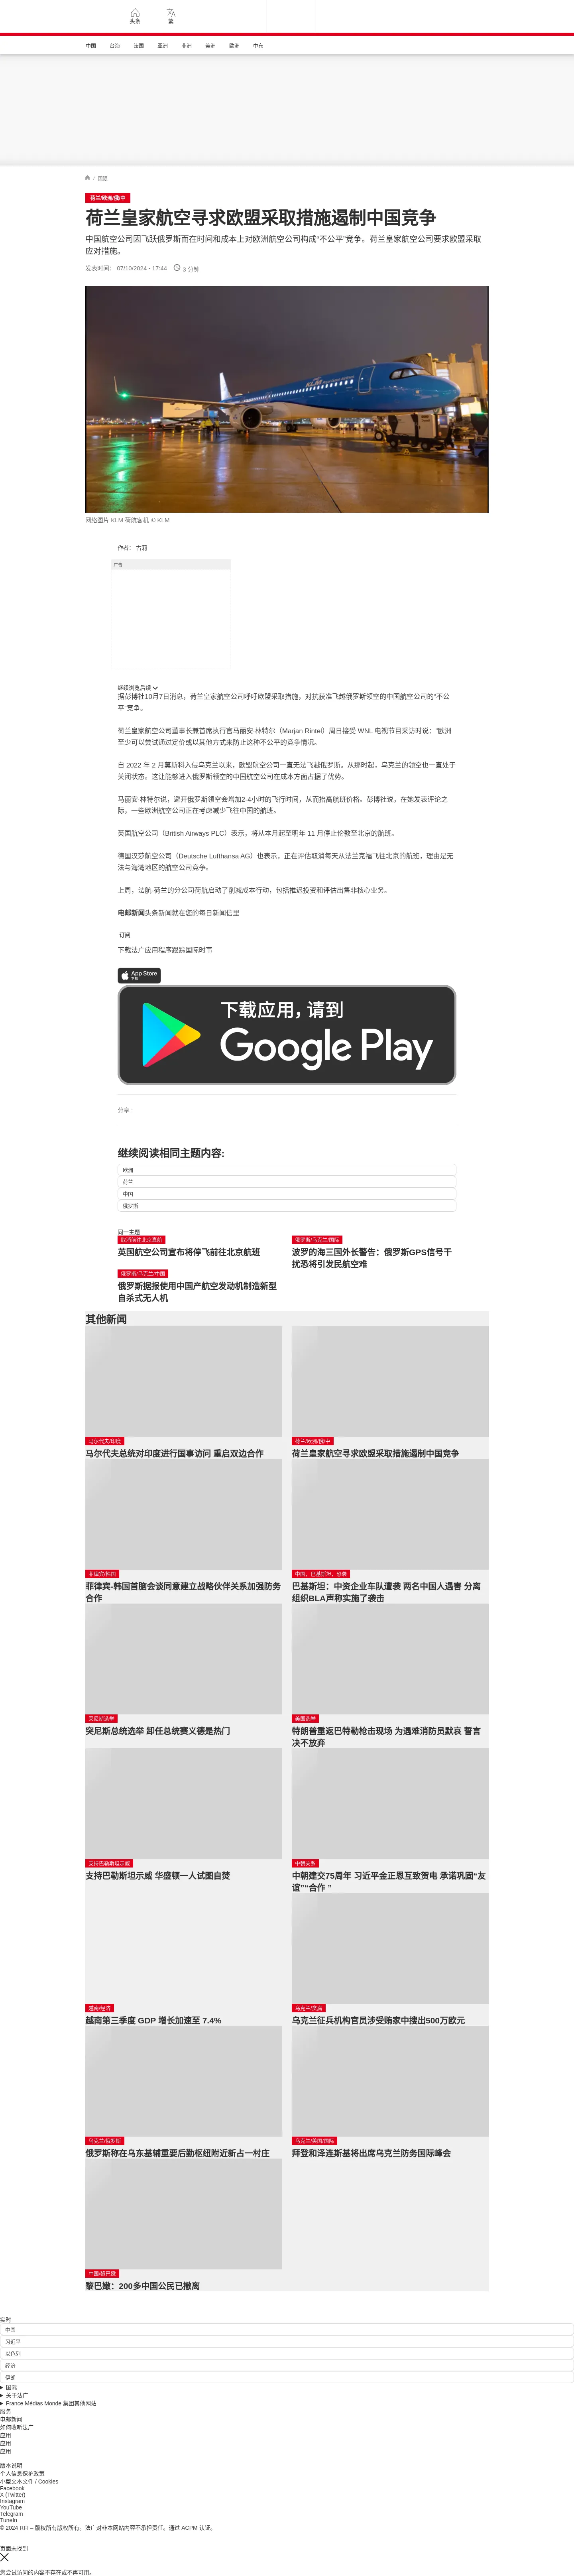 头条
繁
中国 台海 法国 亚洲 非洲 美洲 欧洲 中东
/ 国际
荷兰/欧洲/俄/中
荷兰皇家航空寻求欧盟采取措施遏制中国竞争
中国航空公司因飞跃俄罗斯而在时间和成本上对欧洲航空公司构成“不公平”竞争。荷兰皇家航空公司要求欧盟采取
应对措施。
发表时间： 07/10/2024 - 17:44 3 分钟
KLM
网络图片 KLM 荷航客机 © KLM
作者： 古莉
广告
继续浏览后续
据彭博社10月7日消息，荷兰皇家航空公司呼吁欧盟采取措施，对抗获准飞越俄罗斯领空的中国航空公司的“不公
平”竞争。
荷兰皇家航空公司董事长兼首席执行官马丽安·林特尔（Marjan Rintel）周日接受 WNL 电视节目采访时说：“欧洲
至少可以尝试通过定价或以其他方式来防止这种不公平的竞争情况。
自 2022 年 2 月莫斯科入侵乌克兰以来，欧盟航空公司一直无法飞越俄罗斯。从那时起，乌克兰的领空也一直处于
关闭状态。这让能够进入俄罗斯领空的中国航空公司在成本方面占据了优势。
马丽安·林特尔说，避开俄罗斯领空会增加2-4小时的飞行时间，从而抬高航班价格。彭博社说，在她发表评论之
际，一些欧洲航空公司正在考虑减少飞往中国的航班。
英国航空公司（British Airways PLC）表示，将从本月起至明年 11 月停止伦敦至北京的航班。
德国汉莎航空公司（Deutsche Lufthansa AG）也表示，正在评估取消每天从法兰克福飞往北京的航班，理由是无
法与海湾地区的航空公司竞争。
上周，法航-荷兰的分公司荷航启动了削减成本行动，包括推迟投资和评估出售非核心业务。
电邮新闻头条新闻就在您的每日新闻信里
订阅
下载法广应用程序跟踪国际时事
App Store
下载
下载应用，请到
Google Play
分享 :
继续阅读相同主题内容:
欧洲
荷兰
中国
俄罗斯
同一主题
取消前往北京直航
英国航空公司宣布将停飞前往北京航班
俄罗斯/乌克兰/国际
波罗的海三国外长警告：俄罗斯GPS信号干
扰恐将引发民航空难
俄罗斯/乌克兰/中国
俄罗斯据报使用中国产航空发动机制造新型
自杀式无人机
其他新闻
马尔代夫/印度
马尔代夫总统对印度进行国事访问 重启双边合作
荷兰/欧洲/俄/中
荷兰皇家航空寻求欧盟采取措施遏制中国竞争
菲律宾/韩国
菲律宾-韩国首脑会谈同意建立战略伙伴关系加强防务
合作
中国、巴基斯坦、恐袭
巴基斯坦：中资企业车队遭袭 两名中国人遇害 分离
组织BLA声称实施了袭击
突尼斯选举
突尼斯总统选举 卸任总统赛义德是热门
美国选举
特朗普重返巴特勒枪击现场 为遇难消防员默哀 誓言
决不放弃
支持巴勒斯坦示威
支持巴勒斯坦示威 华盛顿一人试图自焚
中朝关系
中朝建交75周年 习近平金正恩互致贺电 承诺巩固“友
谊”“合作 ”
越南/经济
越南第三季度 GDP 增长加速至 7.4%
乌克兰/贪腐
乌克兰征兵机构官员涉受贿家中搜出500万欧元
乌克兰/俄罗斯
俄罗斯称在乌东基辅重要后勤枢纽附近新占一村庄
乌克兰/美国/国际
拜登和泽连斯基将出席乌克兰防务国际峰会
中国/黎巴嫩
黎巴嫩：200多中国公民已撤离
实时
中国
习近平
以色列
经济
伊朗
国际
关于法广
France Médias Monde 集团其他网站
服务
电邮新闻
如何收听法广
应用
应用
应用
版本说明
个人信息保护政策
小型文本文件 / Cookies
Facebook
X (Twitter)
Instagram
YouTube
Telegram
TuneIn
© 2024 RFI – 版权所有版权所有。法广对非本网站内容不承担责任。通过 ACPM 认证。
页面未找到
您尝试访问的内容不存在或不再可用。